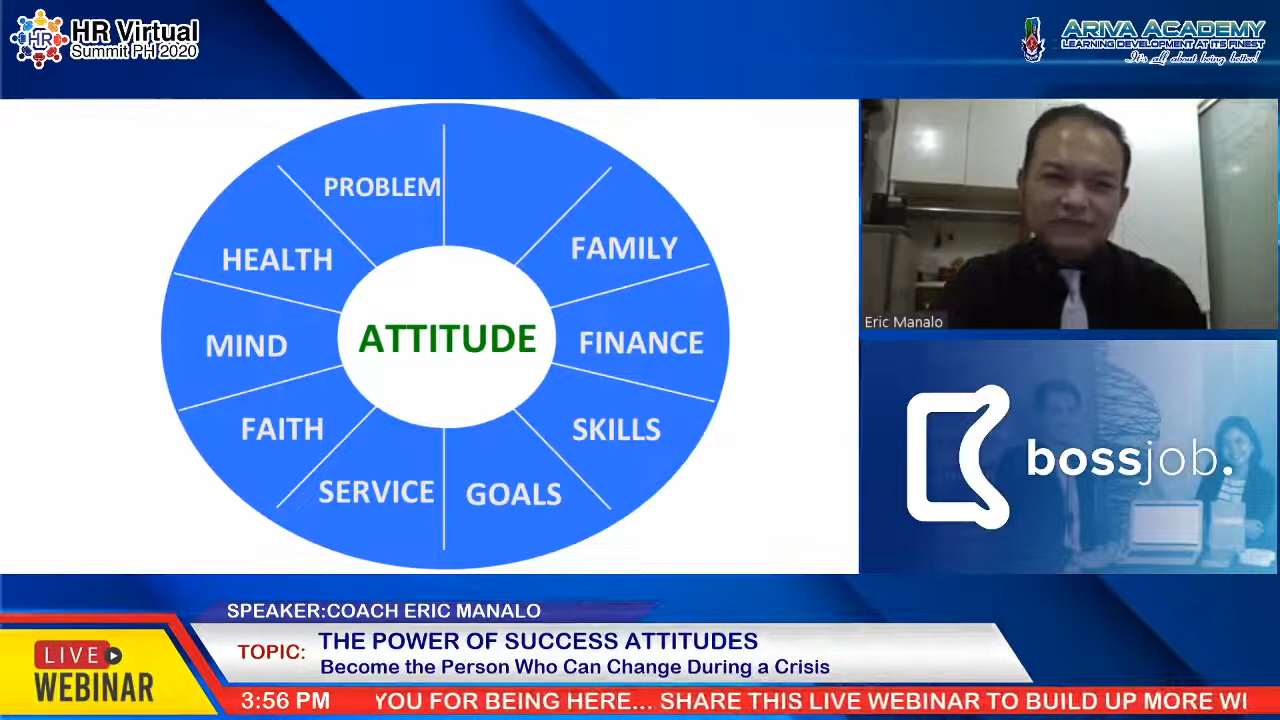 HR Virtual
Summit PH 2020
HR
ARIVA ACADEMY
LEARNING DEVELOPMENT AT ITS FINEST
It's all about being better!
PROBLEM
HEALTH
FAMILY
MIND
ATTITUDE
FINANCE
FAITH
SKILLS
SERVICE
GOALS
Eric Manalo
bossjob.
SPEAKER:COACH ERIC MANALO
TOPIC:
THE POWER OF SUCCESS ATTITUDES
Become the Person Who Can Change During a Crisis
LIVE
WEBINAR
3:56 PM
YOU FOR BEING HERE... SHARE THIS LIVE WEBINAR TO BUILD UP MORE WI